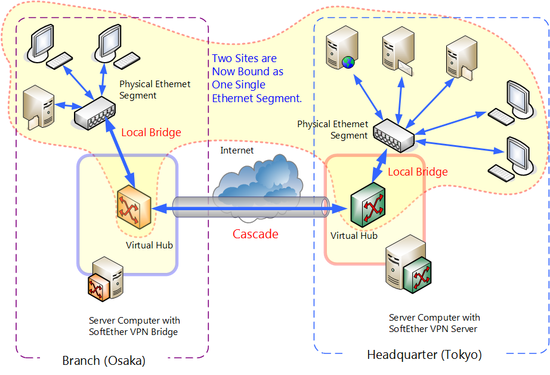 Two Sites are
Now Bound as
One Single
Ethernet Segment.
Physical Ethernet
Segment
Local Bridge
Internet
Physical Ethernet
Segment
Local Bridge
Virtual Hub
Cascade
Virtual Hub
Server Computer with
SoftEther VPN Bridge
Server Computer with
SoftEther VPN Server
Branch (Osaka)
Headquarter (Tokyo)